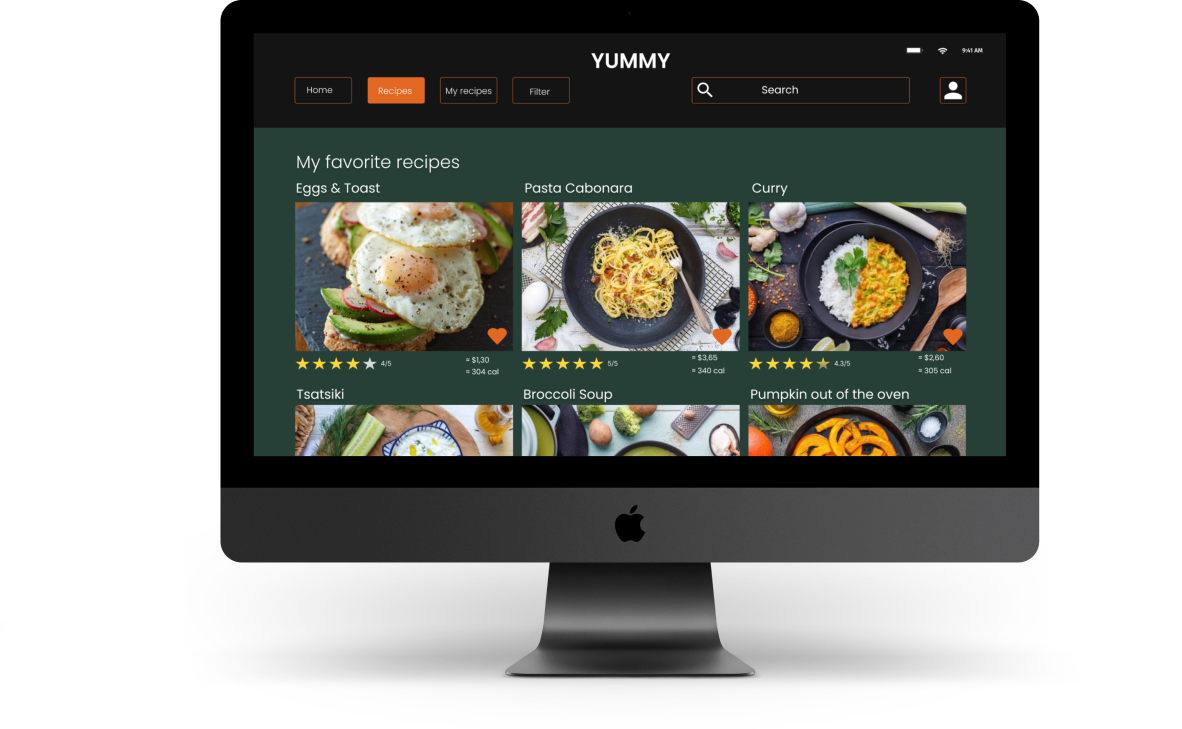 YUMMY
9:41 AM
Home
Recipes
My recipes
Filter
Search
My favorite recipes
Eggs & Toast
Pasta Cabonara
Curry
4/5
≈ $1,30
≈ 304 cal
5/5
≈ $3,65
≈ 340 cal
4.3/5
≈ $2,60
≈ 305 cal
Tsatsiki
Broccoli Soup
Pumpkin out of the oven